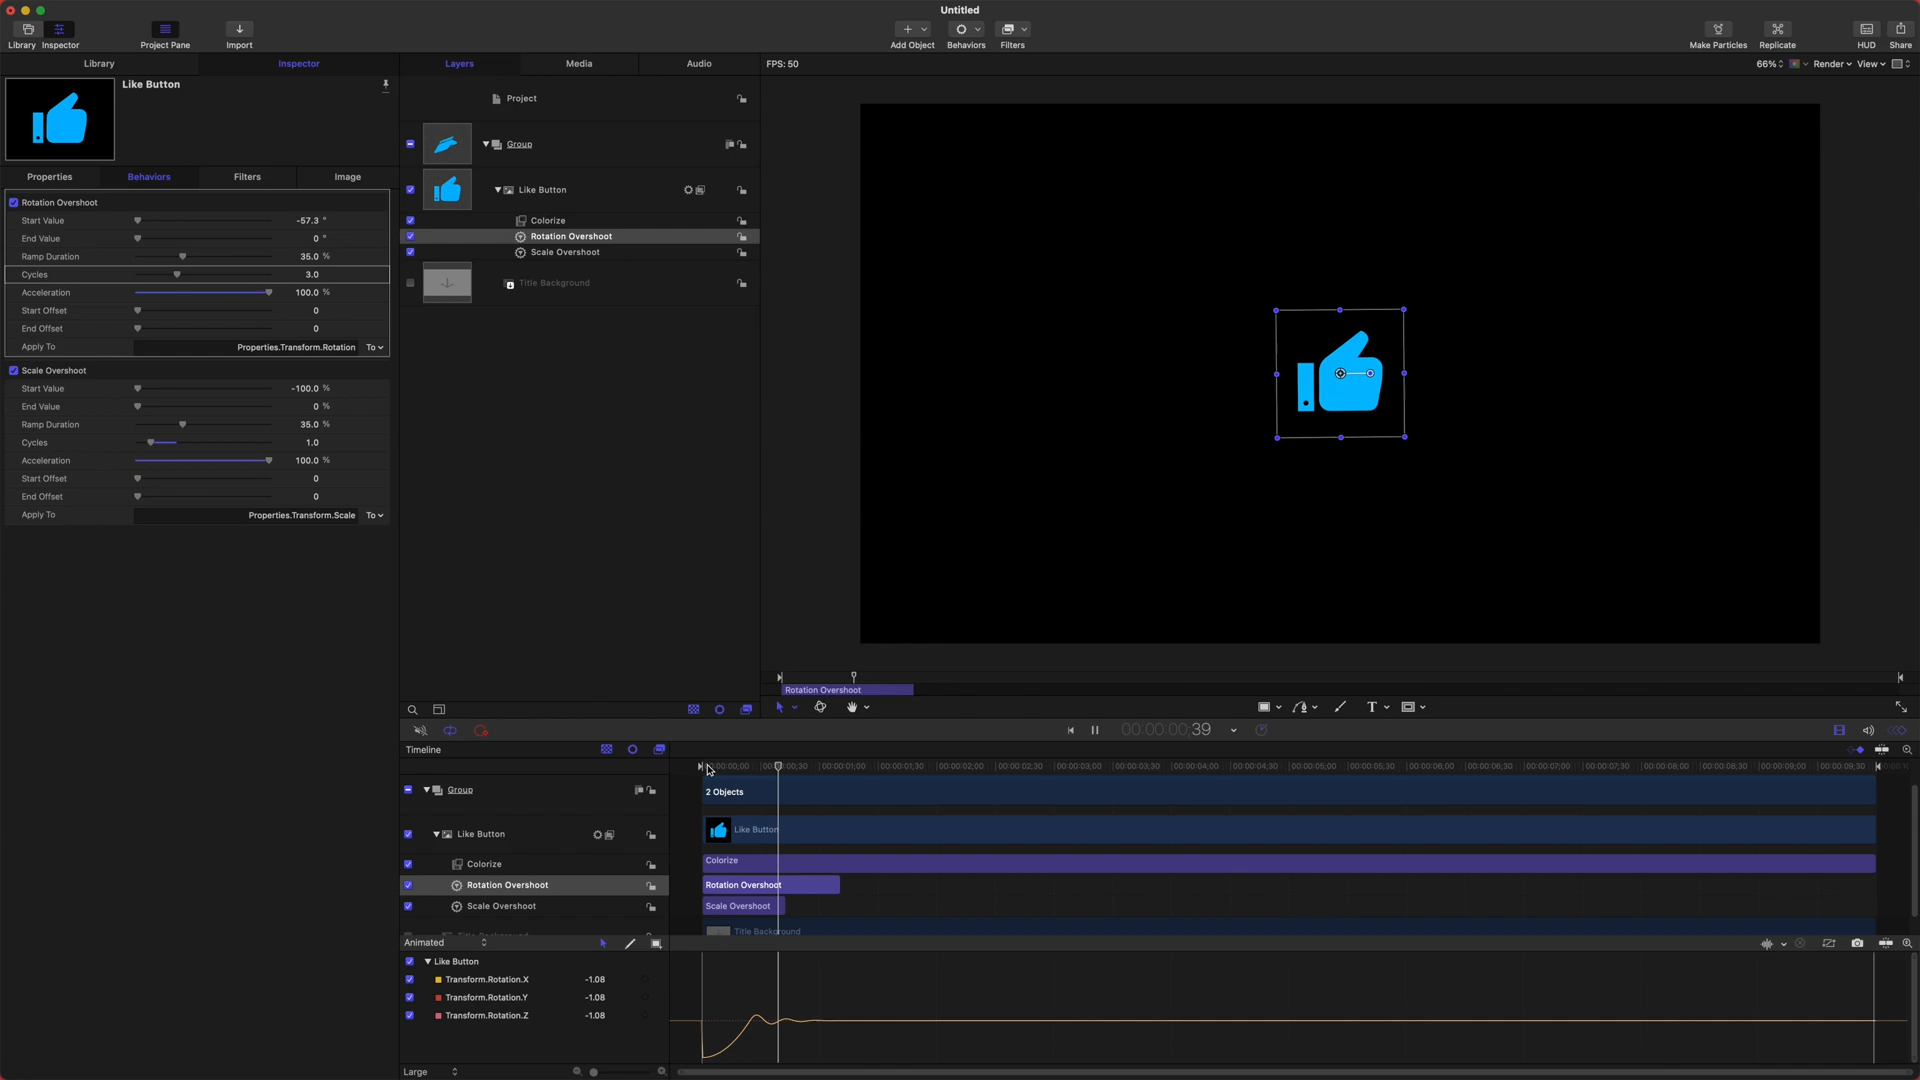 Untitled
Library Inspector Project Pane Import Add Object Behaviors Filters Make Particles Replicate HUD Share
Library Inspector Layers Media Audio FPS: 50 66% Render View
Like Button
Properties Behaviors Filters Image
Rotation Overshoot
Start Value -57.3 °
End Value 0 °
Ramp Duration 35.0 %
Cycles 3.0
Acceleration 100.0 %
Start Offset 0
End Offset 0
Apply To Properties.Transform.Rotation To
Scale Overshoot
Start Value -100.0 %
End Value 0 %
Ramp Duration 35.0 %
Cycles 1.0
Acceleration 100.0 %
Start Offset 0
End Offset 0
Apply To Properties.Transform.Scale To
Project
Group
Like Button
Colorize
Rotation Overshoot
Scale Overshoot
Title Background
Rotation Overshoot
00:00:00;39
Timeline
00:00:01;00 00:00:01;30 00:00:02;00 00:00:02;30 00:00:03;00 00:00:03;30 00:00:04;00 00:00:04;30 00:00:05;00 00:00:05;30 00:00:06;00 00:00:06;30 00:00:07;00 00:00:07;30 00:00:08;00 00:00:08;30 00:00:09;00 00:00:09;30
Group 2 Objects
Like Button Like Button
Colorize Colorize
Rotation Overshoot Rotation Overshoot
Scale Overshoot Scale Overshoot
Title Background
Animated
Like Button
Transform.Rotation.X -1.08
Transform.Rotation.Y -1.08
Transform.Rotation.Z -1.08
Large